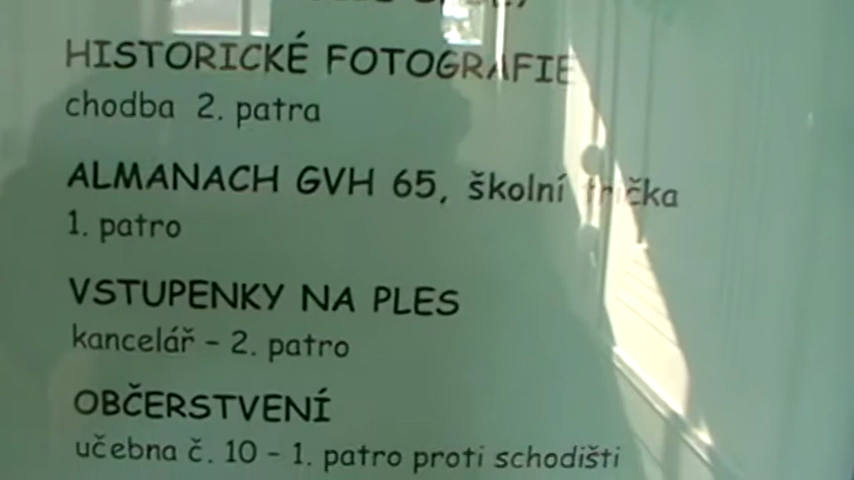 HISTORICKÉ FOTOGRAFIE
chodba 2. patra
ALMANACH GVH 65, školní trička
1. patro
VSTUPENKY NA PLES
kancelář - 2. patro
OBČERSTVENÍ
učebna č. 10 - 1. patro proti schodišti